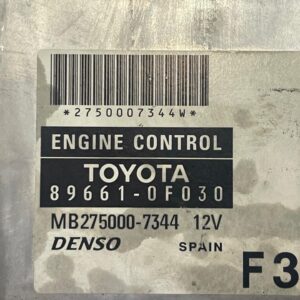 *2750007344W*
ENGINE CONTROL
TOYOTA
89661-0F030
MB275000-7344 12V
DENSO SPAIN
F3